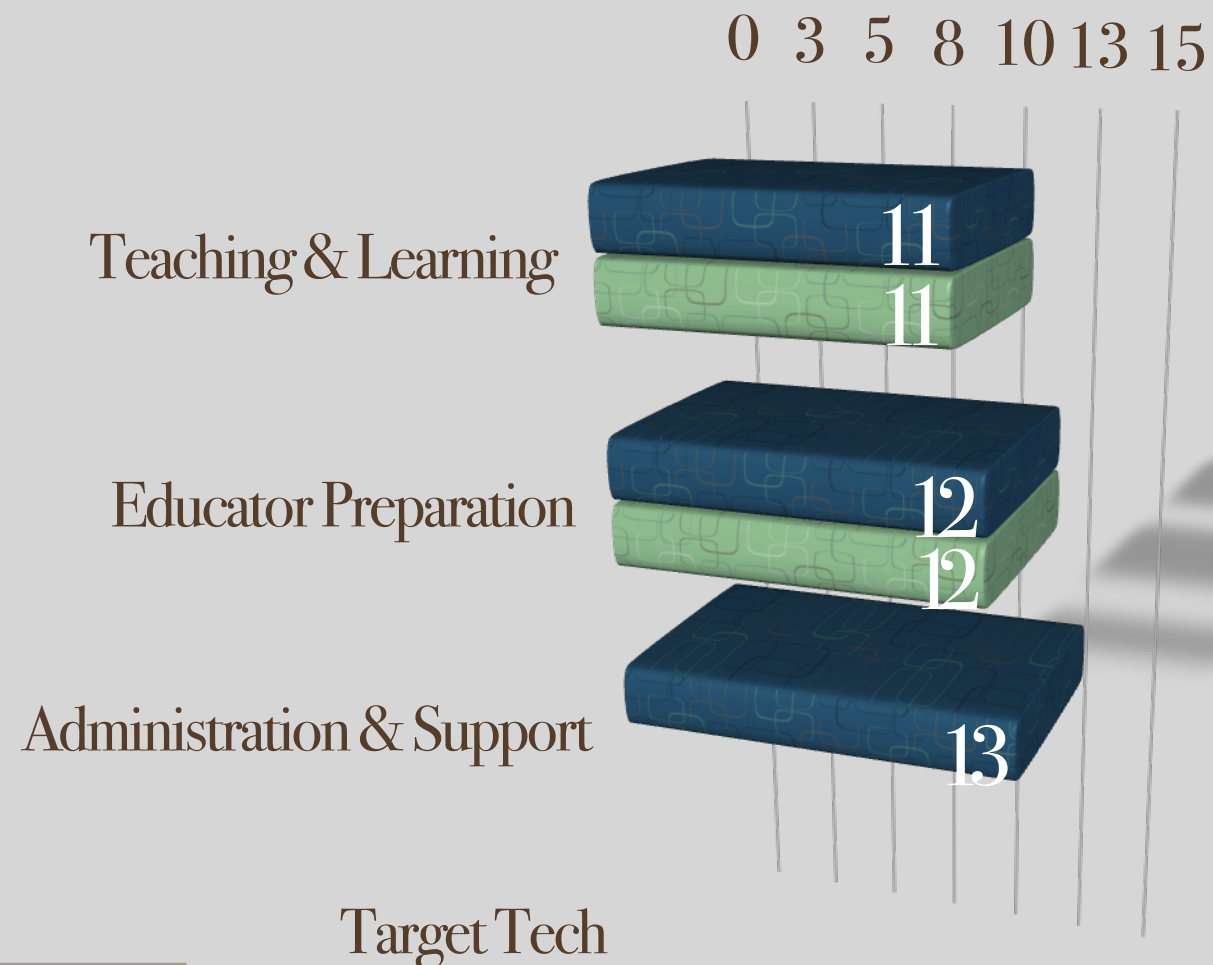 0 3 5 8 10 13 15
Teaching & Learning
11
11
Educator Preparation
12
12
Administration & Support
13
Target Tech